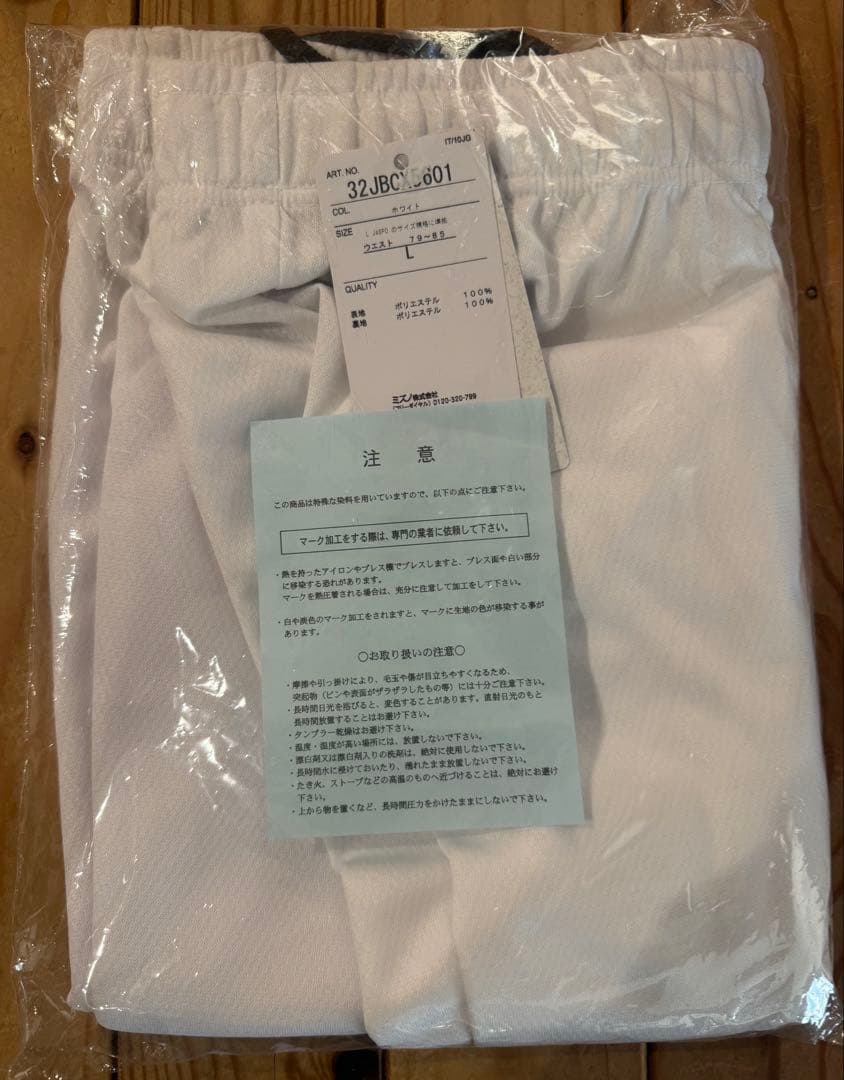 IT/10JG
ART. NO.
32JBCX5601
COL.
ホワイト
SIZE
L JASPO のサイズ規格に準拠
ウエスト 79～85
L
QUALITY
表地 ポリエステル 100%
裏地 ポリエステル 100%
ミズノ株式会社
(フリーダイヤル) 0120-320-799
注 意
この商品は特殊な染料を用いていますので、以下の点にご注意下さい。
マーク加工をする際は、専門の業者に依頼して下さい。
・熱を持ったアイロンやプレス機でプレスしますと、プレス面や白い部分
に移染する恐れがあります。
マークを熱圧着される場合は、充分に注意して加工をして下さい。
・白や淡色のマーク加工をされますと、マークに生地の色が移染する事が
あります。
○お取り扱いの注意○
・摩擦や引っ掛けにより、毛玉や傷が目立ちやすくなるため、
突起物（ピンや表面がザラザラしたもの等）には十分ご注意下さい。
・長時間日光を浴びると、変色することがあります。直射日光のもと
長時間放置することはお避け下さい。
・タンブラー乾燥はお避け下さい。
・温度・湿度が高い場所には、放置しないで下さい。
・漂白剤又は漂白剤入りの洗剤は、絶対に使用しないで下さい。
・長時間水に浸けておいたり、濡れたまま放置しないで下さい。
・たき火、ストーブなどの高温のものへ近づけることは、絶対にお避け
下さい。
・上から物を置くなど、長時間圧力をかけたままにしないで下さい。